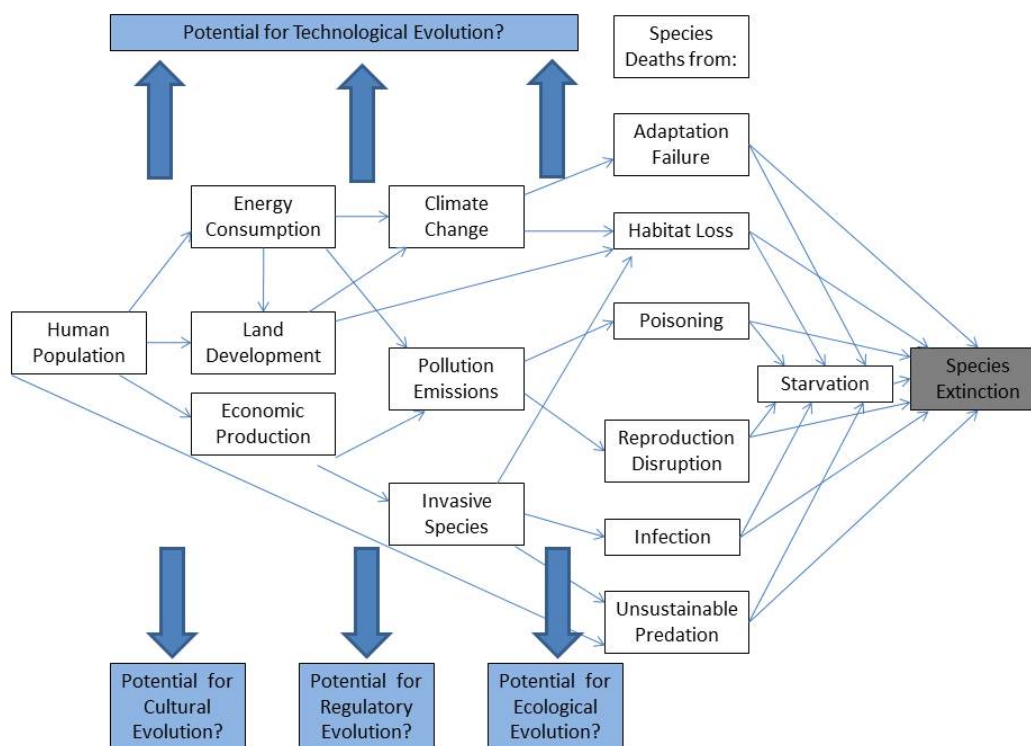 Potential for Technological Evolution?
Species
Deaths from:
Adaptation
Failure
Energy
Consumption
Climate
Change
Habitat Loss
Human
Population
Land
Development
Poisoning
Pollution
Emissions
Starvation
Species
Extinction
Economic
Production
Reproduction
Disruption
Invasive
Species
Infection
Unsustainable
Predation
Potential for
Cultural
Evolution?
Potential for
Regulatory
Evolution?
Potential for
Ecological
Evolution?